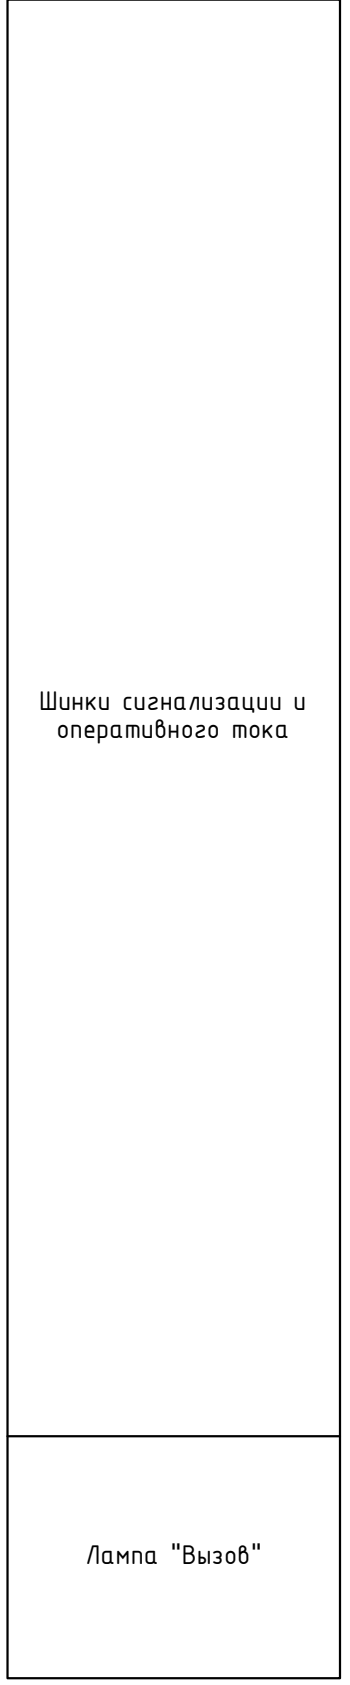 Шинки сигнализации и
оперативного тока
Лампа "Вызов"